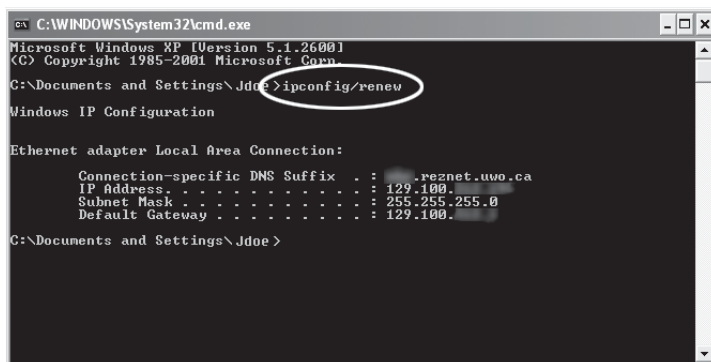 C:\WINDOWS\System32\cmd.exe
Microsoft Windows XP [Version 5.1.2600]
(C) Copyright 1985-2001 Microsoft Corp.
C:\Documents and Settings\Jdoe>ipconfig/renew
Windows IP Configuration
Ethernet adapter Local Area Connection:
Connection-specific DNS Suffix . : .reznet.uwo.ca
IP Address. . . . . . . . . . . . : 129.100.
Subnet Mask . . . . . . . . . . . : 255.255.255.0
Default Gateway . . . . . . . . . : 129.100.
C:\Documents and Settings\Jdoe>